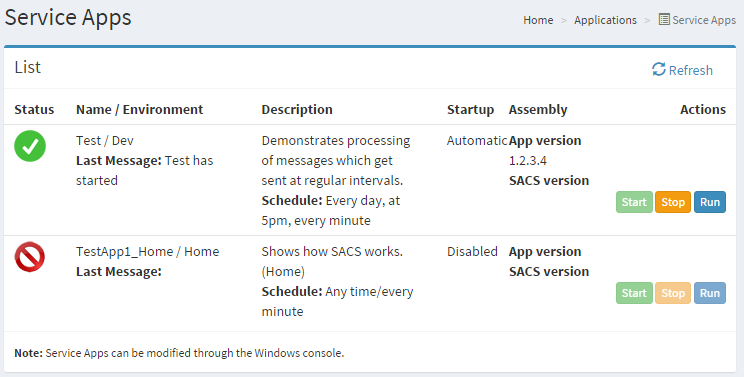 Service Apps
Home > Applications > Service Apps
List
Refresh
Status Name / Environment Description Startup Assembly Actions
Test / Dev
Last Message: Test has
started
Demonstrates processing
of messages which get
sent at regular intervals.
Schedule: Every day, at
5pm, every minute
Automatic
App version
1.2.3.4
SACS version
Start Stop Run
TestApp1_Home / Home
Last Message:
Shows how SACS works.
(Home)
Schedule: Any time/every
minute
Disabled
App version
SACS version
Start Stop Run
Note: Service Apps can be modified through the Windows console.